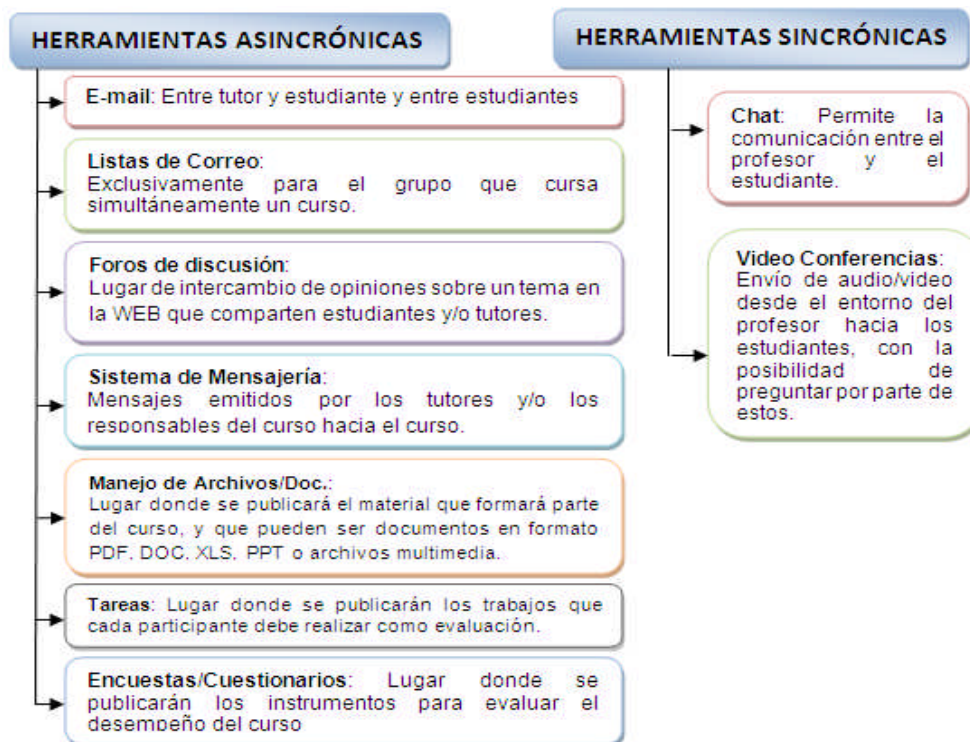 HERRAMIENTAS ASINCRÓNICAS
E-mail: Entre tutor y estudiante y entre estudiantes
Listas de Correo:
Exclusivamente para el grupo que cursa
simultáneamente un curso.
Foros de discusión:
Lugar de intercambio de opiniones sobre un tema en
la WEB que comparten estudiantes y/o tutores.
Sistema de Mensajería:
Mensajes emitidos por los tutores y/o los
responsables del curso hacia el curso.
Manejo de Archivos/Doc.:
Lugar donde se publicará el material que formará parte
del curso, y que pueden ser documentos en formato
PDF, DOC, XLS, PPT o archivos multimedia.
Tareas: Lugar donde se publicarán los trabajos que
cada participante debe realizar como evaluación.
Encuestas/Cuestionarios: Lugar donde se
publicarán los instrumentos para evaluar el
desempeño del curso
HERRAMIENTAS SINCRÓNICAS
Chat: Permite la
comunicación entre el
profesor y el
estudiante.
Video Conferencias:
Envío de audio/video
desde el entorno del
profesor hacia los
estudiantes, con la
posibilidad de
preguntar por parte de
estos.